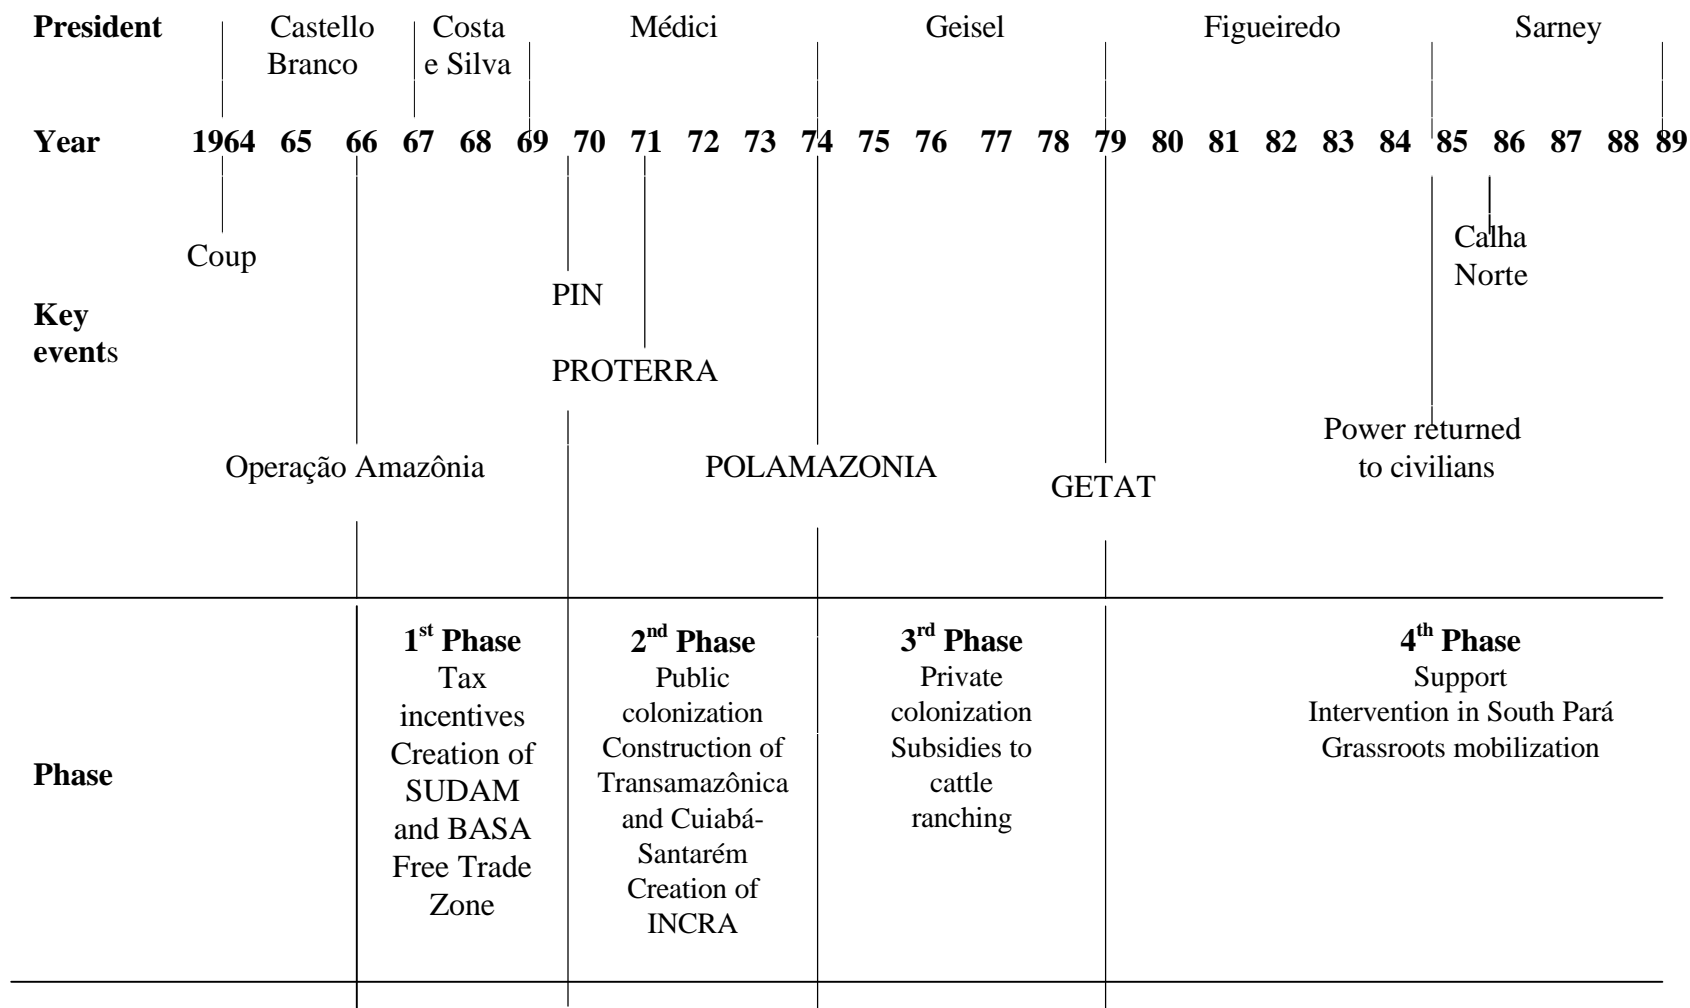 President Castello Costa Médici Geisel Figueiredo Sarney
Branco e Silva
Year 1964 65 66 67 68 69 70 71 72 73 74 75 76 77 78 79 80 81 82 83 84 85 86 87 88 89
Coup
Calha
Norte
PIN
Key
events
PROTERRA
Power returned
to civilians
Operação Amazônia
POLAMAZONIA
GETAT
Phase
1st Phase
Tax
incentives
Creation of
SUDAM
and BASA
Free Trade
Zone
2nd Phase
Public
colonization
Construction of
Transamazônica
and Cuiabá-
Santarém
Creation of
INCRA
3rd Phase
Private
colonization
Subsidies to
cattle
ranching
4th Phase
Support
Intervention in South Pará
Grassroots mobilization